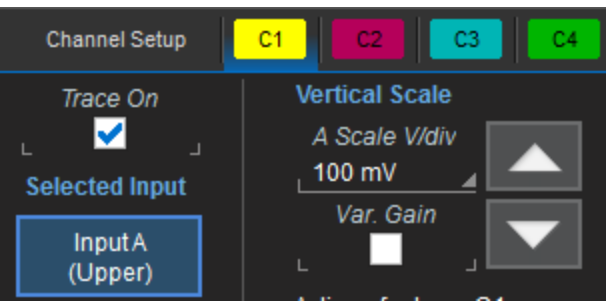 Channel Setup C1 C2 C3 C4
Trace On
Selected Input
Input A
(Upper)
Vertical Scale
A Scale V/div
100 mV
Var. Gain